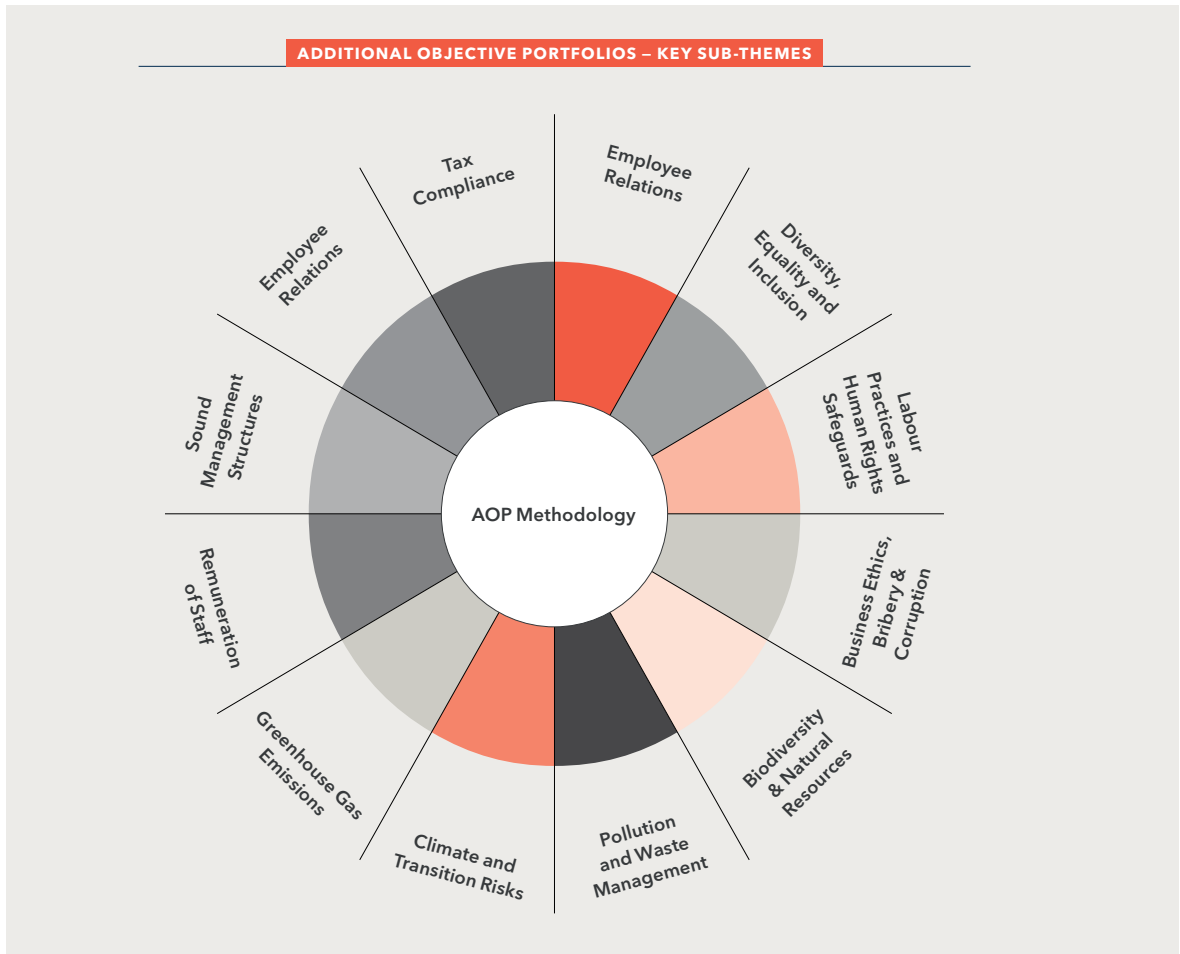 ADDITIONAL OBJECTIVE PORTFOLIOS – KEY SUB-THEMES
Employee
Relations
Diversity,
Equality and
Inclusion
Labour
Practices and
Human Rights
Safeguards
Business Ethics,
Bribery &
Corruption
Biodiversity
& Natural
Resources
Pollution
and Waste
Management
Climate and
Transition Risks
Greenhouse Gas
Emissions
Remuneration
of Staff
Sound
Management
Structures
Employee
Relations
Tax
Compliance
AOP Methodology